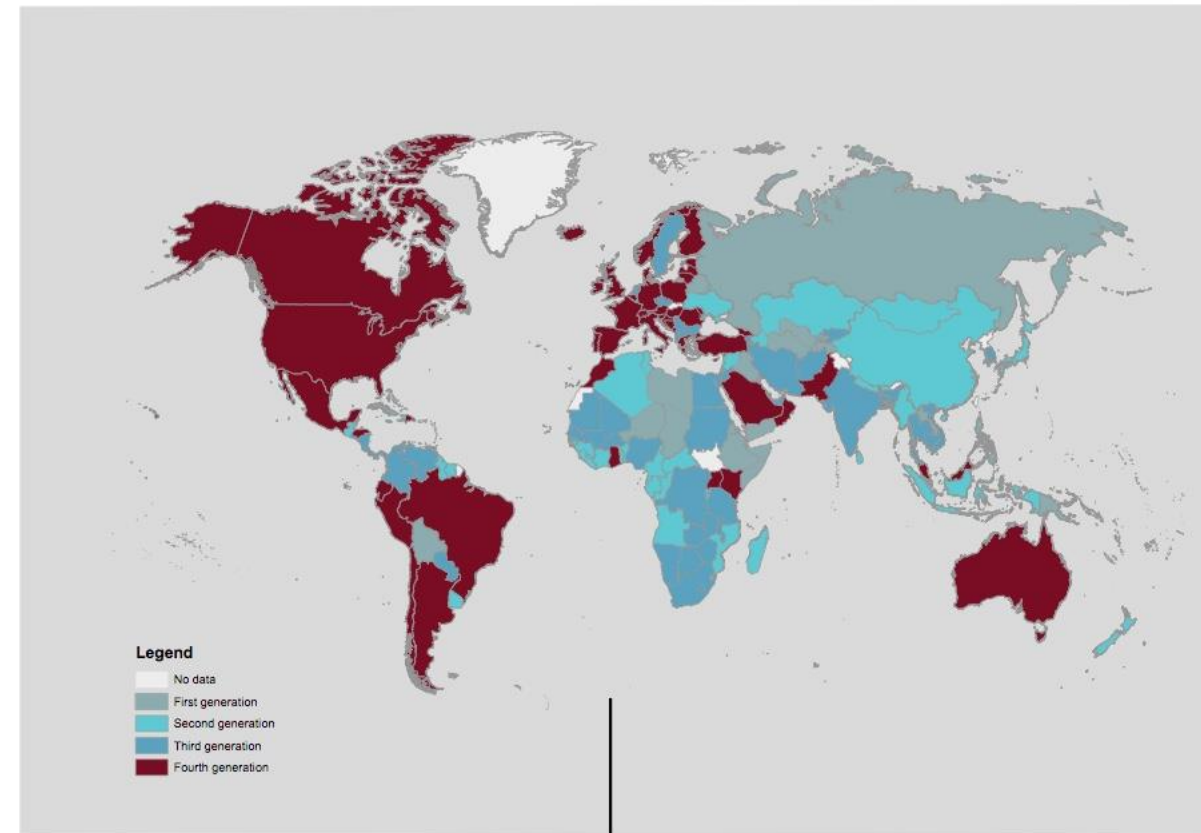 Legend
No data
First generation
Second generation
Third generation
Fourth generation